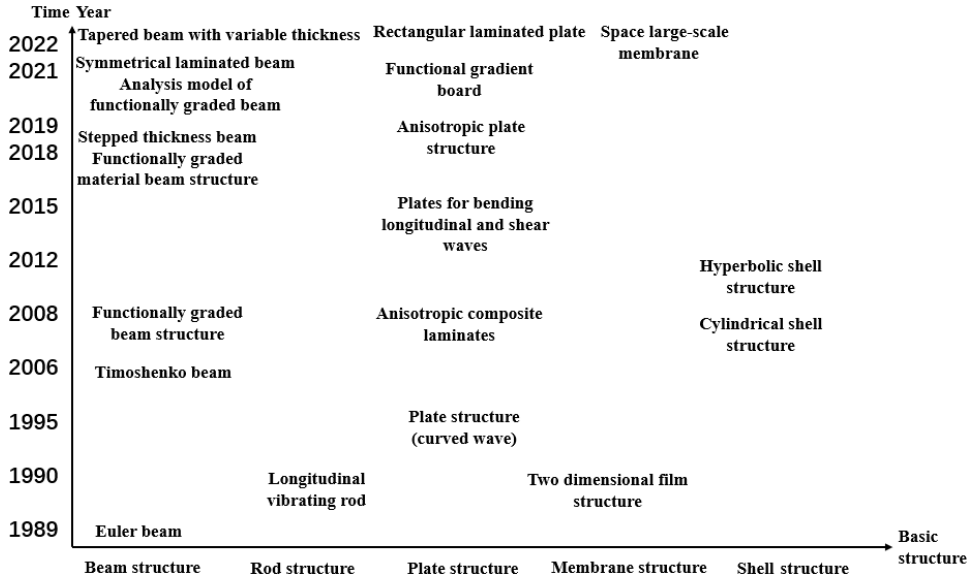 Time Year
2022
Tapered beam with variable thickness
Rectangular laminated plate
Space large-scale
membrane
2021
Symmetrical laminated beam
Analysis model of
functionally graded beam
Functional gradient
board
2019
Anisotropic plate
structure
2018
Stepped thickness beam
Functionally graded
material beam structure
2015
Plates for bending
longitudinal and shear
waves
2012
Hyperbolic shell
structure
2008
Functionally graded
beam structure
Anisotropic composite
laminates
Cylindrical shell
structure
2006
Timoshenko beam
1995
Plate structure
(curved wave)
1990
Longitudinal
vibrating rod
Two dimensional film
structure
1989
Euler beam
Basic
structure
Beam structure
Rod structure
Plate structure
Membrane structure
Shell structure